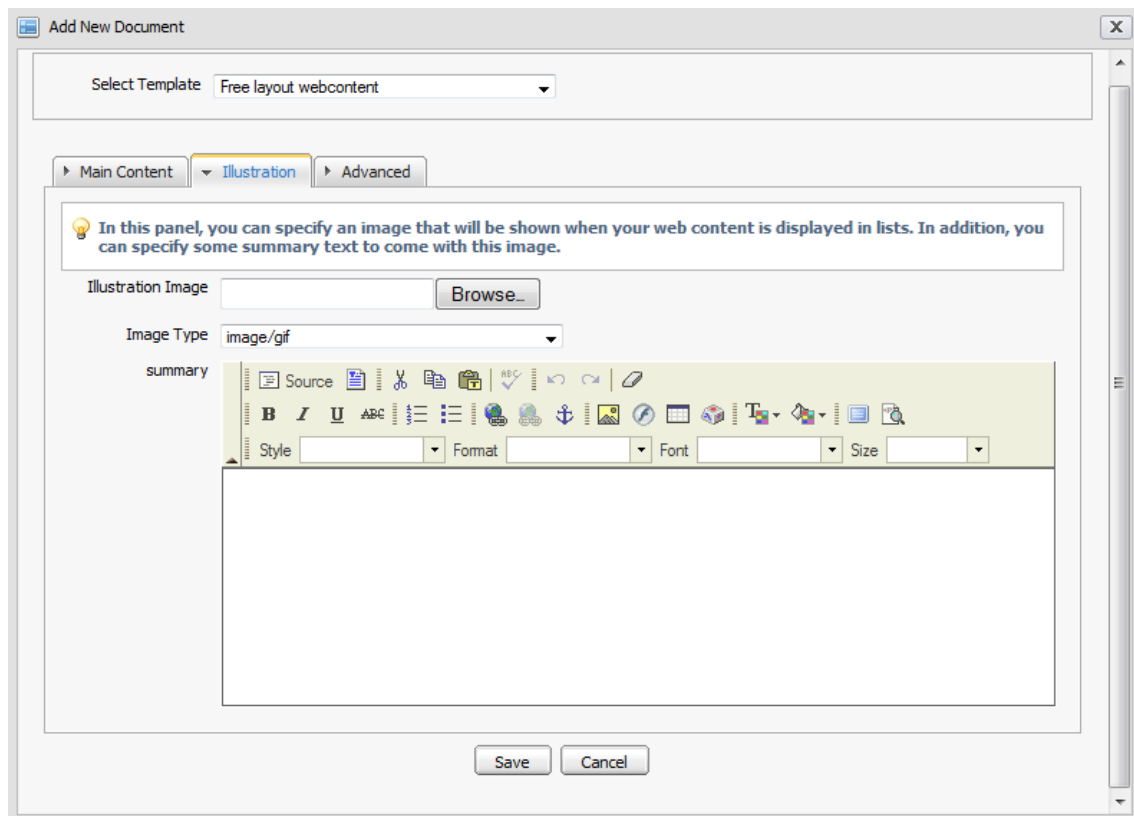 Add New Document
X
Select Template Free layout webcontent
Main Content Illustration Advanced
In this panel, you can specify an image that will be shown when your web content is displayed in lists. In addition, you
can specify some summary text to come with this image.
Illustration Image Browse...
Image Type image/gif
summary Source ABC
B I U ABC T
Style Format Font Size
Save Cancel